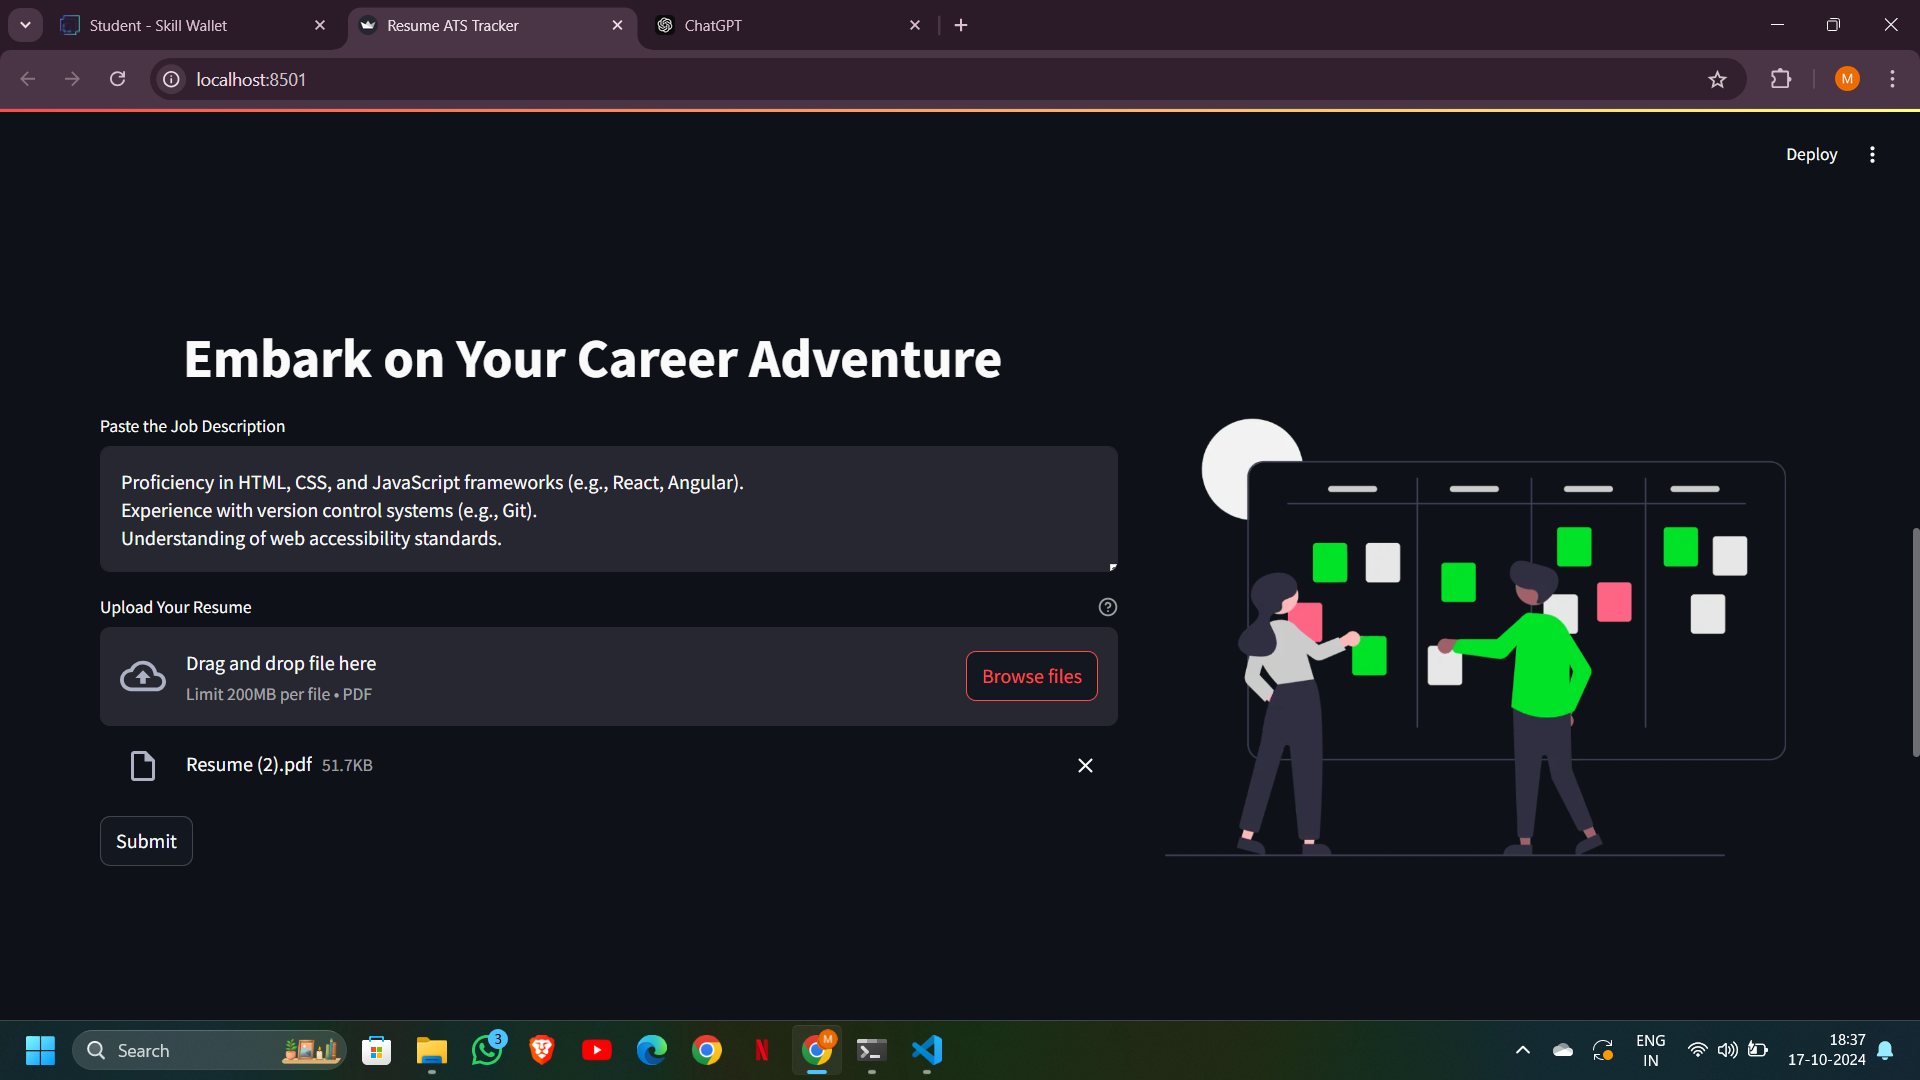 Student - Skill Wallet
Resume ATS Tracker
ChatGPT
localhost:8501
M
Deploy
Embark on Your Career Adventure
Paste the Job Description
Proficiency in HTML, CSS, and JavaScript frameworks (e.g., React, Angular).
Experience with version control systems (e.g., Git).
Understanding of web accessibility standards.
Upload Your Resume
Drag and drop file here
Limit 200MB per file • PDF
Browse files
Resume (2).pdf 51.7KB
Submit
Search
3
N
M
ENG
IN
18:37
17-10-2024